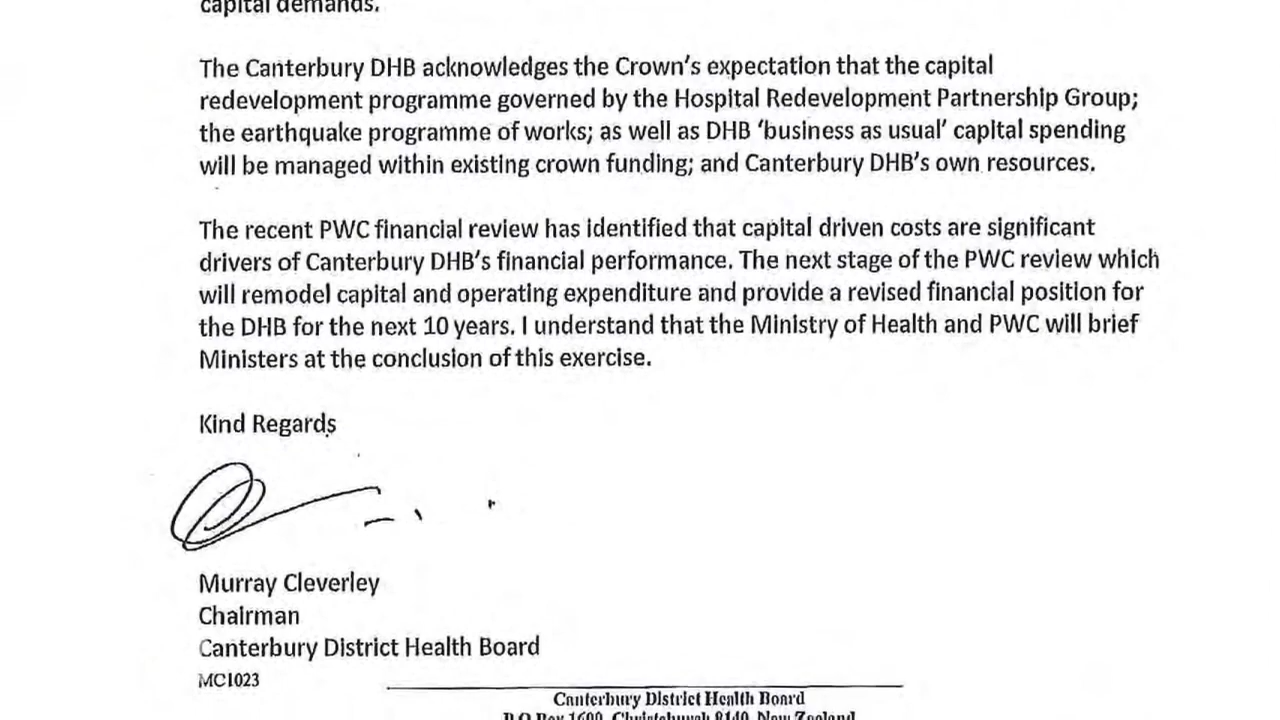 capital demands.
The Canterbury DHB acknowledges the Crown's expectation that the capital
redevelopment programme governed by the Hospital Redevelopment Partnership Group;
the earthquake programme of works; as well as DHB 'business as usual' capital spending
will be managed within existing crown funding; and Canterbury DHB's own resources.
The recent PWC financial review has identified that capital driven costs are significant
drivers of Canterbury DHB's financial performance. The next stage of the PWC review which
will remodel capital and operating expenditure and provide a revised financial position for
the DHB for the next 10 years. I understand that the Ministry of Health and PWC will brief
Ministers at the conclusion of this exercise.
Kind Regards
Murray Cleverley
Chairman
Canterbury District Health Board
MC1023
Canterbury District Health Board
P.O Box 1600, Christchurch 8140, New Zealand